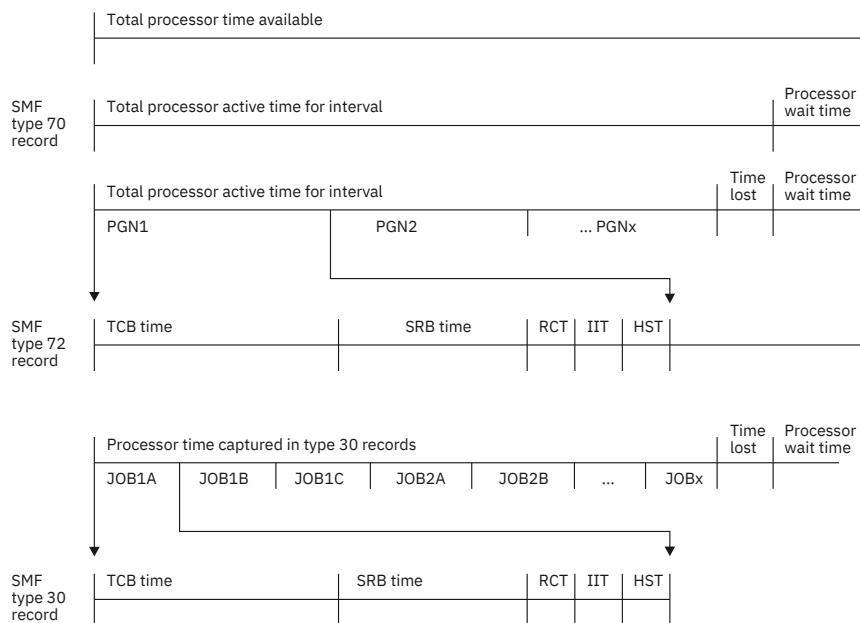 Total processor time available
SMF
type 70
record
Total processor active time for interval
Processor
wait time
Total processor active time for interval
Time
lost
Processor
wait time
PGN1
PGN2
... PGNx
SMF
type 72
record
TCB time
SRB time
RCT
IIT
HST
Processor time captured in type 30 records
Time
lost
Processor
wait time
JOB1A
JOB1B
JOB1C
JOB2A
JOB2B
...
JOBx
SMF
type 30
record
TCB time
SRB time
RCT
IIT
HST